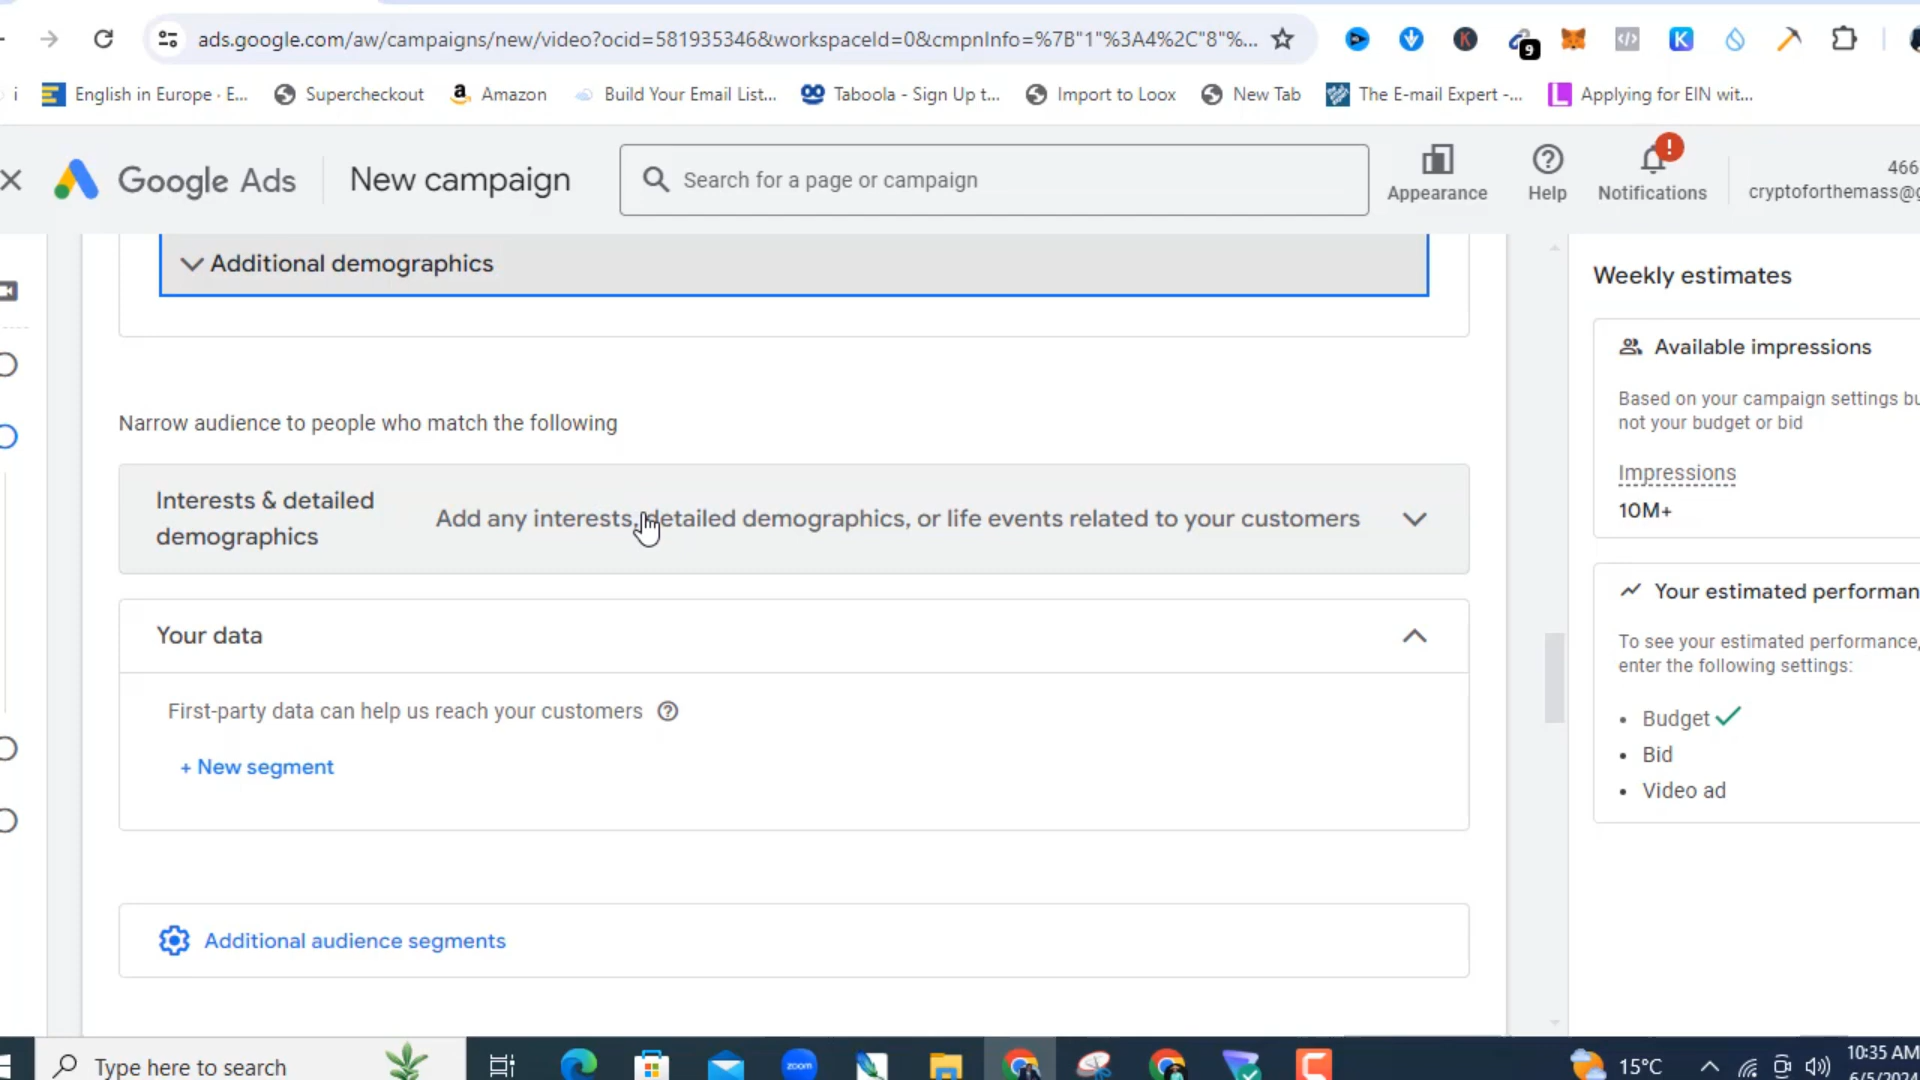 ads.google.com/aw/campaigns/new/video?ocid=581935346&workspaceId=0&cmpnInfo=%7B"1"%3A4%2C"8"%...
9
i
English in Europe · E...
Supercheckout
Amazon
Build Your Email List...
Taboola - Sign Up t...
Import to Loox
New Tab
The E-mail Expert -...
Applying for EIN wit...
Google Ads
New campaign
Search for a page or campaign
Appearance
Help
Notifications
466
cryptoforthemass@g
Additional demographics
Narrow audience to people who match the following
Interests & detailed
demographics
Add any interests, detailed demographics, or life events related to your customers
Your data
First-party data can help us reach your customers
+ New segment
Additional audience segments
Weekly estimates
Available impressions
Based on your campaign settings bu
not your budget or bid
Impressions
10M+
Your estimated performan
To see your estimated performance,
enter the following settings:
• Budget
• Bid
• Video ad
Type here to search
zoom
15°C
10:35 AM
6/5/2024